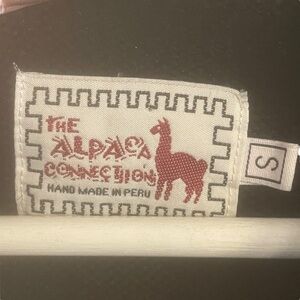 THE
ALPACA
CONNECTION
HAND MADE IN PERU
S